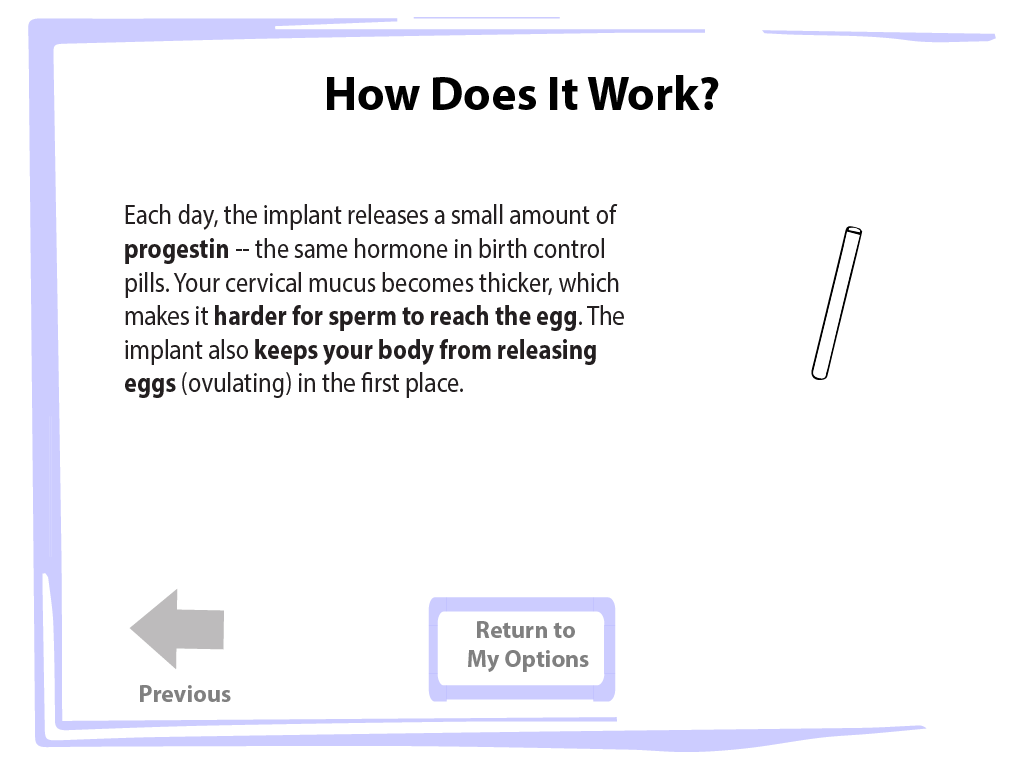 How Does It Work?
Each day, the implant releases a small amount of
progestin -- the same hormone in birth control
pills. Your cervical mucus becomes thicker, which
makes it harder for sperm to reach the egg. The
implant also keeps your body from releasing
eggs (ovulating) in the first place.
Return to
My Options
Previous